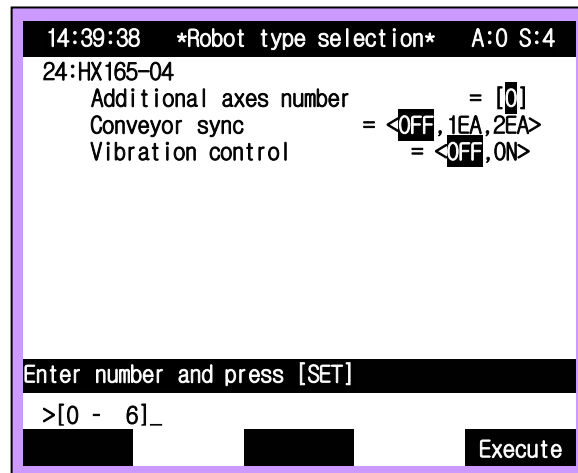 14:39:38 *Robot type selection* A:0 S:4
24:HX165-04
Additional axes number = [0]
Conveyor sync = <OFF,1EA,2EA>
Vibration control = <OFF,ON>
Enter number and press [SET]
>[0 - 6]_
Execute